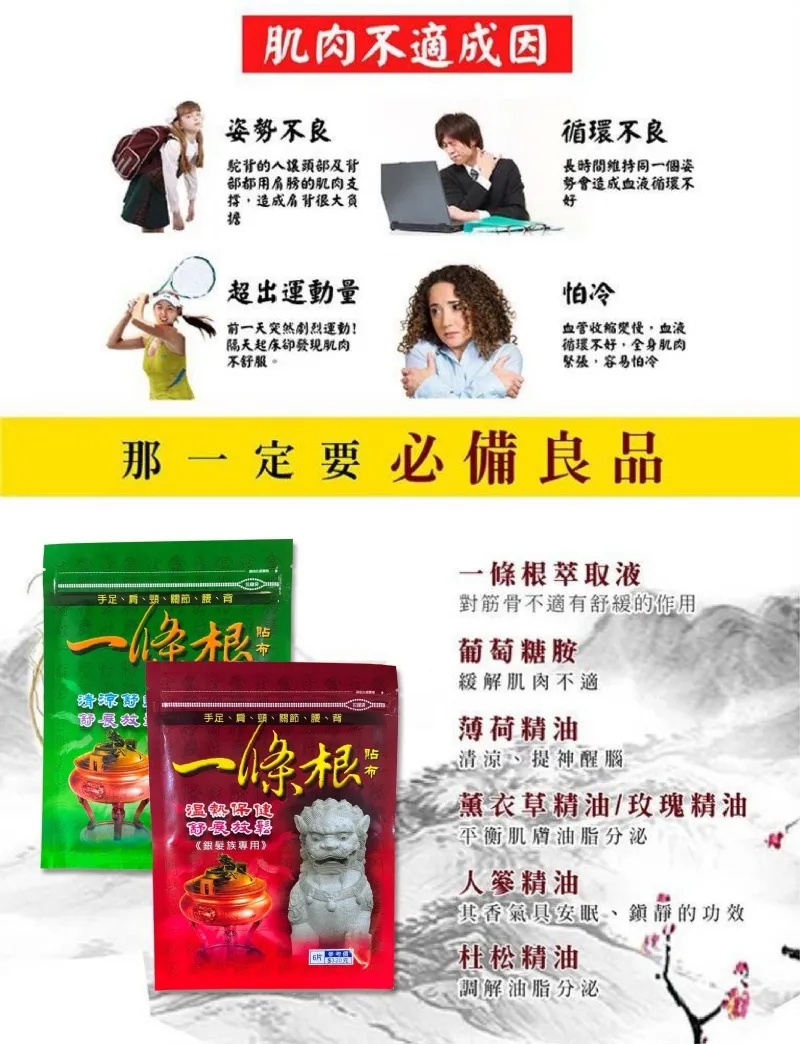 肌肉不適成因
姿勢不良
駝背的人讓頭部及背
部都用肩膀的肌肉支
撐，造成肩背很大負
擔
循環不良
長時間維持同一個姿
勢會造成血液循環不
好
超出運動量
前一天突然劇烈運動！
隔天起床卻發現肌肉
不舒服。
怕冷
血管收縮變慢，血液
循環不好，全身肌肉
緊張，容易怕冷
那一定要必備良品
手足、肩、頸、關節、腰、背
一條根
貼布
清涼舒
舒展
手足、肩、頸、關節、腰、背
一條根
貼布
溫熱保健
舒展放鬆
《銀髮族專用》
6片
參考價
一條根萃取液
對筋骨不適有舒緩的作用
葡萄糖胺
緩解肌肉不適
薄荷精油
清涼、提神醒腦
薰衣草精油/玫瑰精油
平衡肌膚油脂分泌
人蔘精油
其香氣具安眠、鎮靜的功效
杜松精油
調解油脂分泌